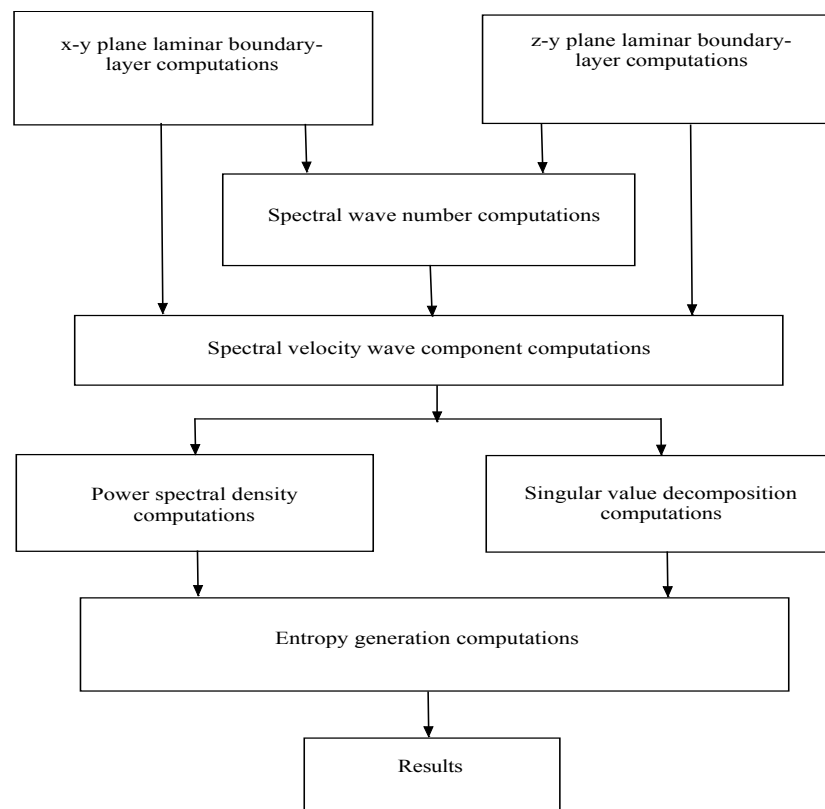 x-y plane laminar boundary-
layer computations
z-y plane laminar boundary-
layer computations
Spectral wave number computations
Spectral velocity wave component computations
Power spectral density
computations
Singular value decomposition
computations
Entropy generation computations
Results